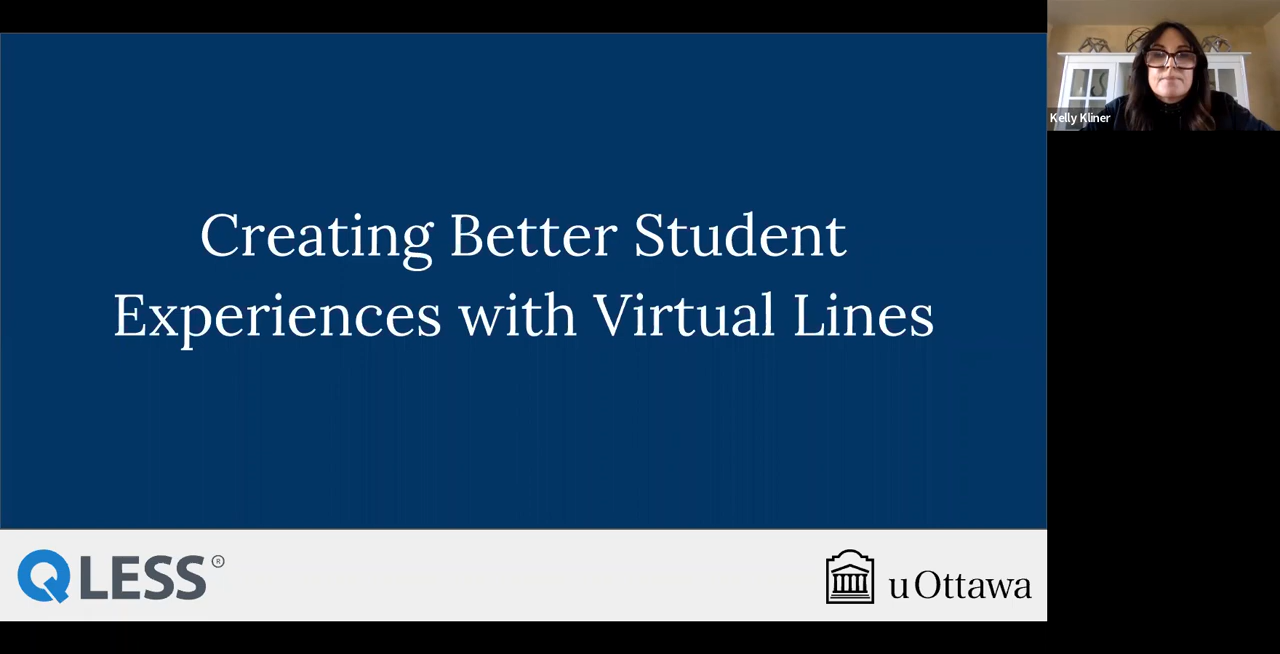 Creating Better Student
Experiences with Virtual Lines
Kelly Kliner
QLESS®
uOttawa